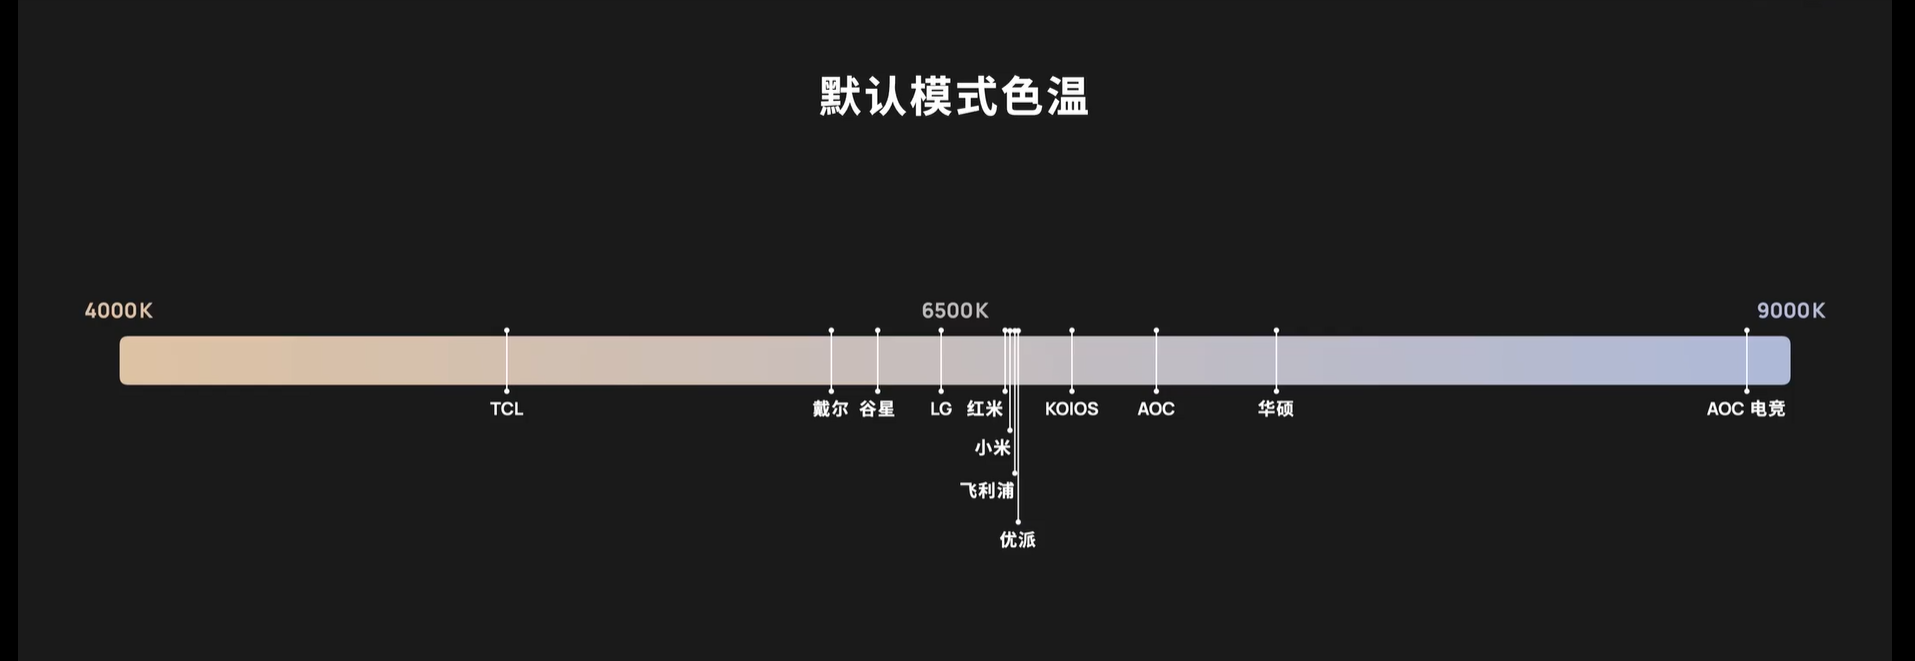 默认模式色温
4000K 6500K 9000K
TCL 戴尔 谷星 LG 红米 KOIOS AOC 华硕 AOC 电竞
小米
飞利浦
优派